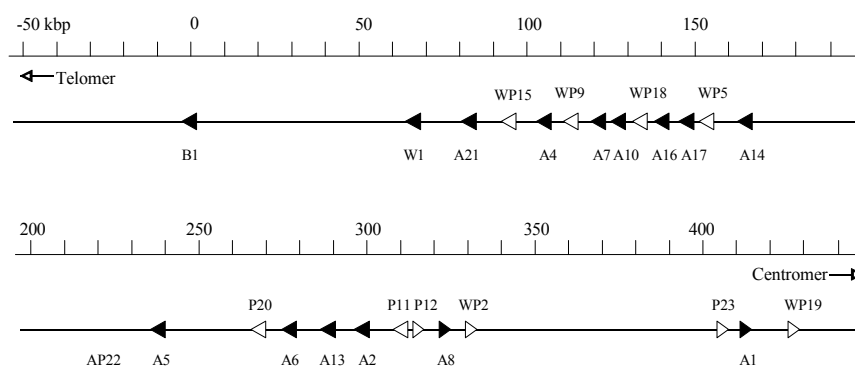 -50 kbp 0 50 100 150
Telomer
WP15 WP9 WP18 WP5
B1 W1 A21 A4 A7 A10 A16 A17 A14
200 250 300 350 400
Centromer
P20 P11 P12 WP2 P23 WP19
AP22 A5 A6 A13 A2 A8 A1